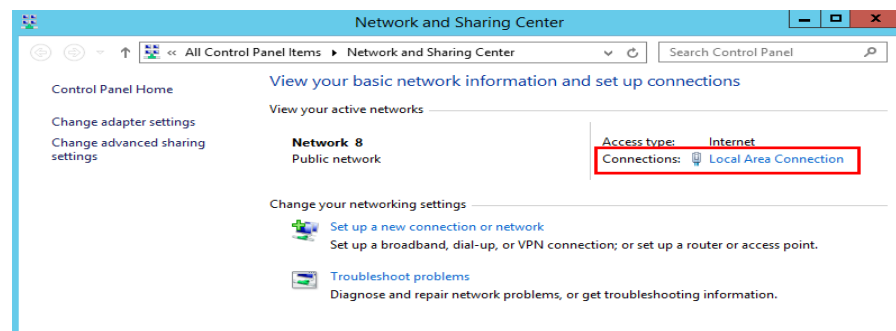 Network and Sharing Center
« All Control Panel Items ▸ Network and Sharing Center
Search Control Panel
Control Panel Home
Change adapter settings
Change advanced sharing
settings
View your basic network information and set up connections
View your active networks
Network 8
Public network
Access type: Internet
Connections: Local Area Connection
Change your networking settings
Set up a new connection or network
Set up a broadband, dial-up, or VPN connection; or set up a router or access point.
Troubleshoot problems
Diagnose and repair network problems, or get troubleshooting information.